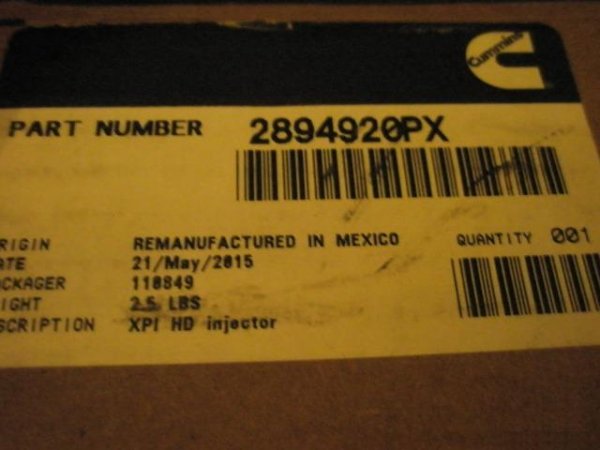 Cummins
PART NUMBER 2894920PX
RIGIN REMANUFACTURED IN MEXICO QUANTITY 001
ATE 21/May/2015
ACKAGER 110849
IGHT 2.5 LBS
SCRIPTION XPI HD injector